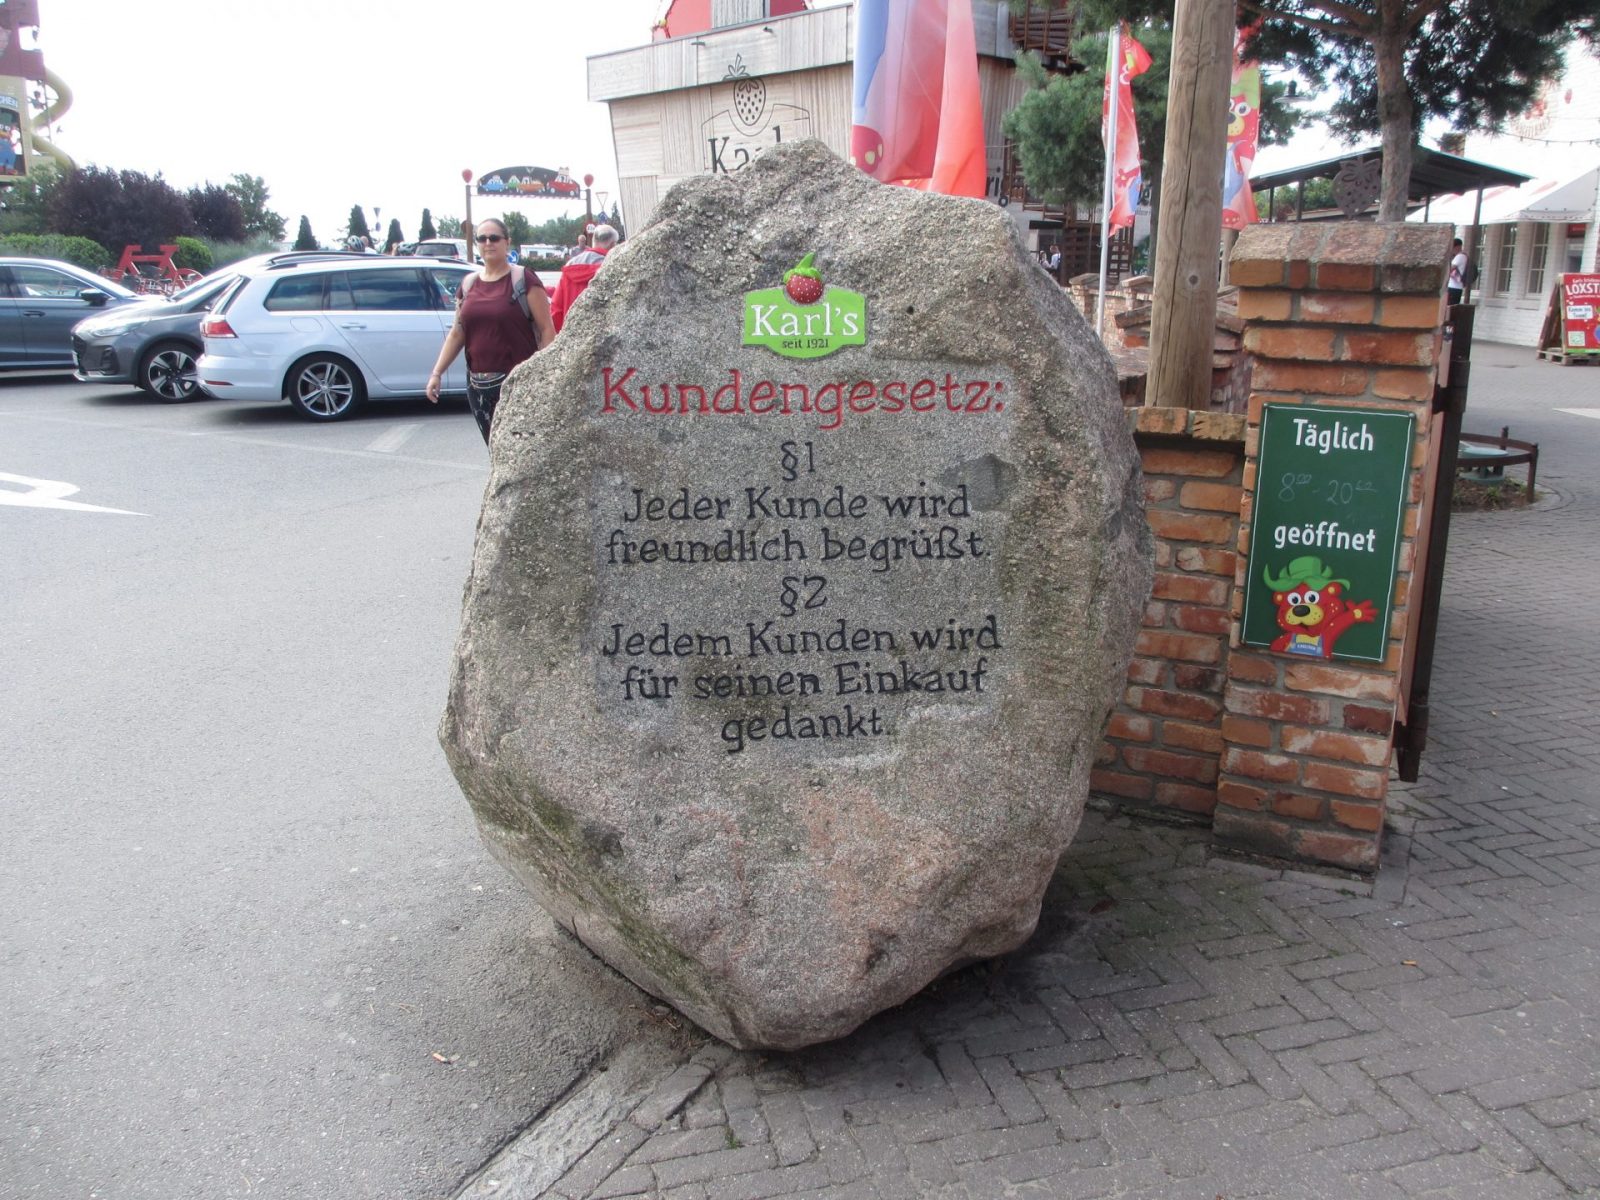 Karl
Karl's
seit 1921
Kundengesetz:
§1
Jeder Kunde wird
freundlich begrüßt.
§2
Jedem Kunden wird
für seinen Einkauf
gedankt.
Täglich
8⁰⁰-20⁰⁰
geöffnet